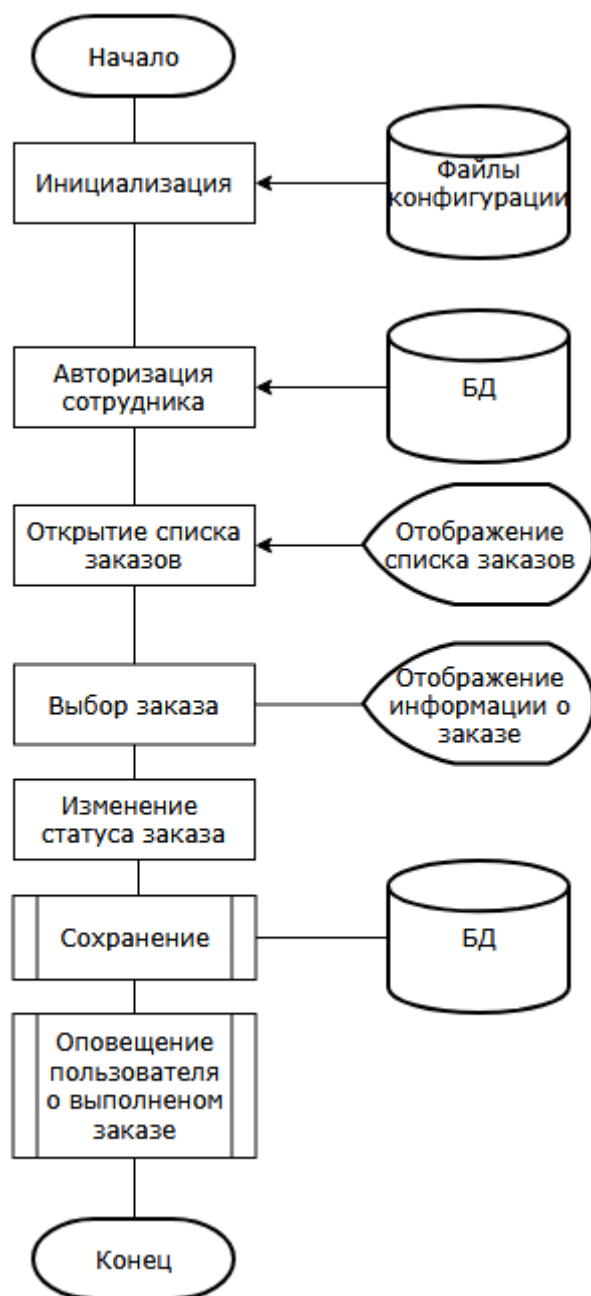 Начало
Инициализация
Файлы
конфигурации
Авторизация
сотрудника
БД
Открытие списка
заказов
Отображение
списка заказов
Выбор заказа
Отображение
информации о
заказе
Изменение
статуса заказа
Сохранение
БД
Оповещение
пользователя
о выполненом
заказе
Конец